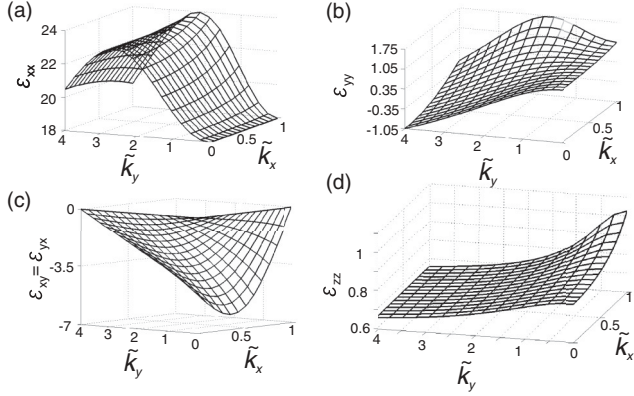 (a)
24
22
20
18
ε_xx
4
3
2
1
0
k̃_y
0.5
1
k̃_x
(b)
1.75
1.05
0.35
-0.35
-1.05
ε_yy
4
3
2
1
0
k̃_y
0.5
1
k̃_x
(c)
0
-3.5
-7
ε_xy = ε_yx
4
3
2
1
0
k̃_y
0.5
1
k̃_x
(d)
1
0.8
0.6
ε_zz
4
3
2
1
0
k̃_y
0.5
1
k̃_x